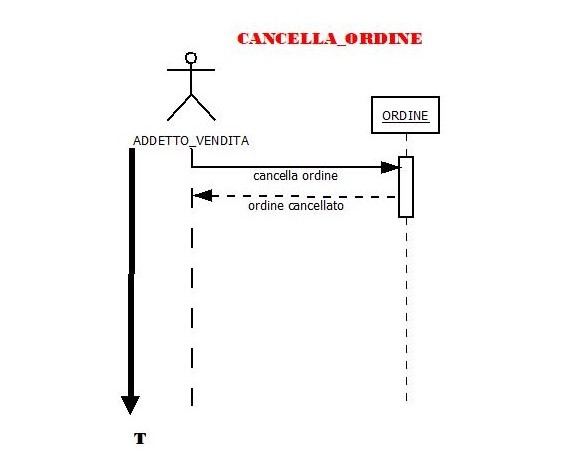 CANCELLA_ORDINE
ORDINE
ADDETTO_VENDITA
cancella ordine
ordine cancellato
T